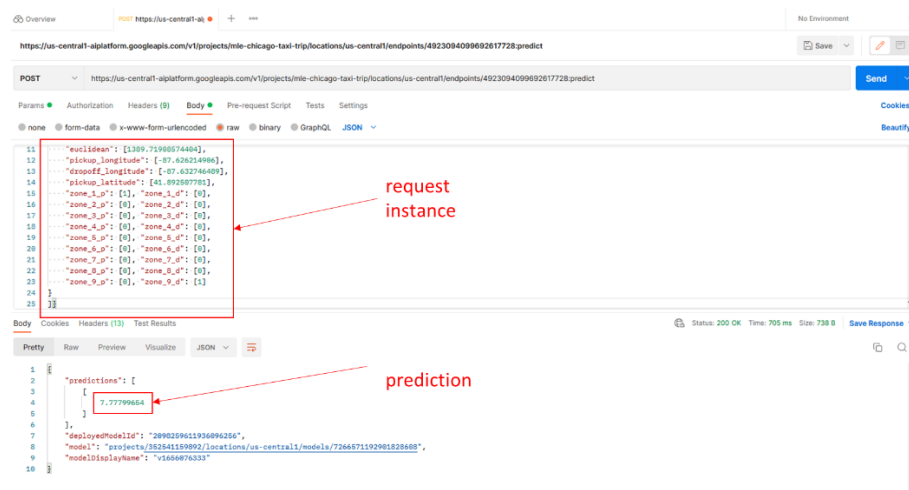 Overview
POST https://us-central1-aij
No Environment
https://us-central1-aiplatform.googleapis.com/v1/projects/mle-chicago-taxi-trip/locations/us-central1/endpoints/4923094099692617728:predict
Save
POST
https://us-central1-aiplatform.googleapis.com/v1/projects/mle-chicago-taxi-trip/locations/us-central1/endpoints/4923094099692617728:predict
Send
Params Authorization Headers (9) Body Pre-request Script Tests Settings
Cookies
none form-data x-www-form-urlencoded raw binary GraphQL JSON
Beautify
11 "euclidean": [1389.71908574404],
12 "pickup_longitude": [-87.626214906],
13 "dropoff_longitude": [-87.632746489],
14 "pickup_latitude": [41.892507781],
15 "zone_1_p": [1], "zone_1_d": [0],
16 "zone_2_p": [0], "zone_2_d": [0],
17 "zone_3_p": [0], "zone_3_d": [0],
18 "zone_4_p": [0], "zone_4_d": [0],
19 "zone_5_p": [0], "zone_5_d": [0],
20 "zone_6_p": [0], "zone_6_d": [0],
21 "zone_7_p": [0], "zone_7_d": [0],
22 "zone_8_p": [0], "zone_8_d": [0],
23 "zone_9_p": [0], "zone_9_d": [1]
24 }
25 ]}
request
instance
Body Cookies Headers (13) Test Results
Status: 200 OK Time: 705 ms Size: 738 B Save Response
Pretty Raw Preview Visualize JSON
1 {
2 "predictions": [
3 [
4 7.77799654
5 ]
6 ],
7 "deployedModelId": "2090259611936096256",
8 "model": "projects/352541159892/locations/us-central1/models/7266571192901828608",
9 "modelDisplayName": "v1656076333"
10 }
prediction